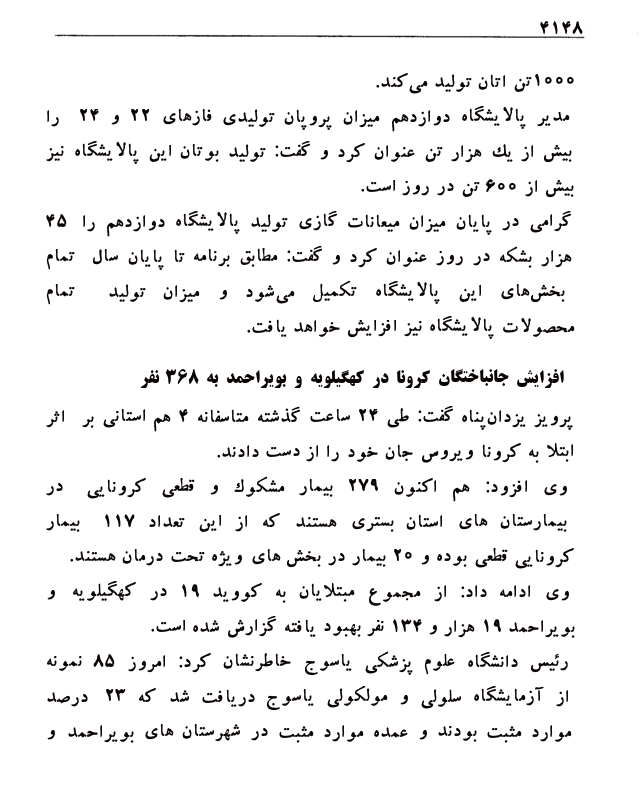 ۴۱۴۸
۱۰۰۰تن اتان تولید می‌کند.
مدیر پالایشگاه دوازدهم میزان پروپان تولیدی فازهای ۲۲ و ۲۴ را
بیش از یك هزار تن عنوان کرد و گفت: تولید بوتان این پالایشگاه نیز
بیش از ۶۰۰ تن در روز است.
گرامی در پایان میزان میعانات گازی تولید پالایشگاه دوازدهم را ۴۵
هزار بشکه در روز عنوان کرد و گفت: مطابق برنامه تا پایان سال تمام
بخش‌های این پالایشگاه تکمیل می‌شود و میزان تولید تمام
محصولات پالایشگاه نیز افزایش خواهد یافت.
افزایش جانباختگان کرونا در کهگیلویه و بویراحمد به ۳۶۸ نفر
پرویز یزدان‌پناه گفت: طی ۲۴ ساعت گذشته متاسفانه ۴ هم استانی بر اثر
ابتلا به کرونا ویروس جان خود را از دست دادند.
وی افزود: هم اکنون ۲۷۹ بیمار مشکوك و قطعی کرونایی در
بیمارستان های استان بستری هستند که از این تعداد ۱۱۷ بیمار
کرونایی قطعی بوده و ۲۰ بیمار در بخش های ویژه تحت درمان هستند.
وی ادامه داد: از مجموع مبتلایان به کووید ۱۹ در کهگیلویه و
بویراحمد ۱۹ هزار و ۱۳۴ نفر بهبود یافته گزارش شده است.
رئیس دانشگاه علوم پزشکی یاسوج خاطرنشان کرد: امروز ۸۵ نمونه
از آزمایشگاه سلولی و مولکولی یاسوج دریافت شد که ۲۳ درصد
موارد مثبت بودند و عمده موارد مثبت در شهرستان های بویراحمد و